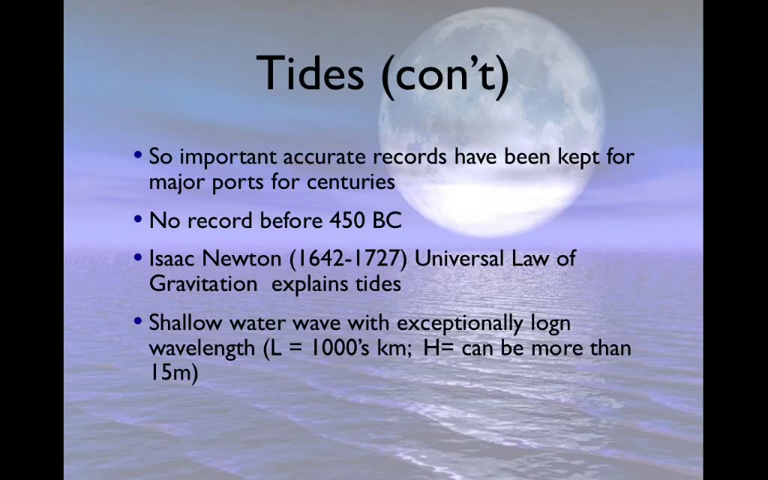 Tides (con’t)
• So important accurate records have been kept for
major ports for centuries
• No record before 450 BC
• Isaac Newton (1642-1727) Universal Law of
Gravitation  explains tides
• Shallow water wave with exceptionally logn
wavelength (L = 1000’s km;  H= can be more than
15m)